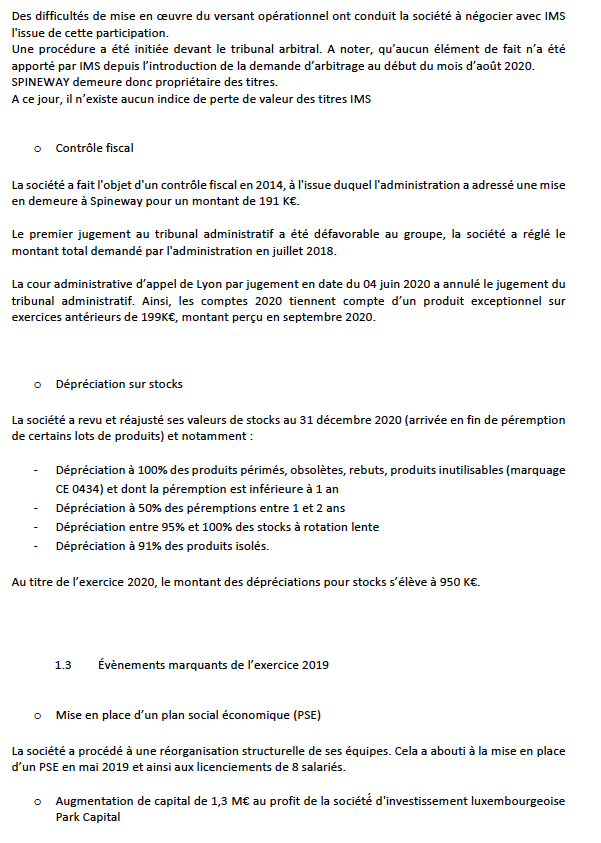 Des difficultés de mise en œuvre du versant opérationnel ont conduit la société à négocier avec IMS
l'issue de cette participation.
Une procédure a été initiée devant le tribunal arbitral. A noter, qu'aucun élément de fait n'a été
apporté par IMS depuis l'introduction de la demande d'arbitrage au début du mois d'août 2020.
SPINEWAY demeure donc propriétaire des titres.
A ce jour, il n'existe aucun indice de perte de valeur des titres IMS
o Contrôle fiscal
La société a fait l'objet d'un contrôle fiscal en 2014, à l'issue duquel l'administration a adressé une mise
en demeure à Spineway pour un montant de 191 K€.
Le premier jugement au tribunal administratif a été défavorable au groupe, la société a réglé le
montant total demandé par l'administration en juillet 2018.
La cour administrative d'appel de Lyon par jugement en date du 04 juin 2020 a annulé le jugement du
tribunal administratif. Ainsi, les comptes 2020 tiennent compte d'un produit exceptionnel sur
exercices antérieurs de 199K€, montant perçu en septembre 2020.
o Dépréciation sur stocks
La société a revu et réajusté ses valeurs de stocks au 31 décembre 2020 (arrivée en fin de péremption
de certains lots de produits) et notamment :
- Dépréciation à 100% des produits périmés, obsolètes, rebuts, produits inutilisables (marquage
CE 0434) et dont la péremption est inférieure à 1 an
- Dépréciation à 50% des péremptions entre 1 et 2 ans
- Dépréciation entre 95% et 100% des stocks à rotation lente
- Dépréciation à 91% des produits isolés.
Au titre de l'exercice 2020, le montant des dépréciations pour stocks s'élève à 950 K€.
1.3 Évènements marquants de l'exercice 2019
o Mise en place d'un plan social économique (PSE)
La société a procédé à une réorganisation structurelle de ses équipes. Cela a abouti à la mise en place
d'un PSE en mai 2019 et ainsi aux licenciements de 8 salariés.
o Augmentation de capital de 1,3 M€ au profit de la société d'investissement luxembourgeoise
Park Capital